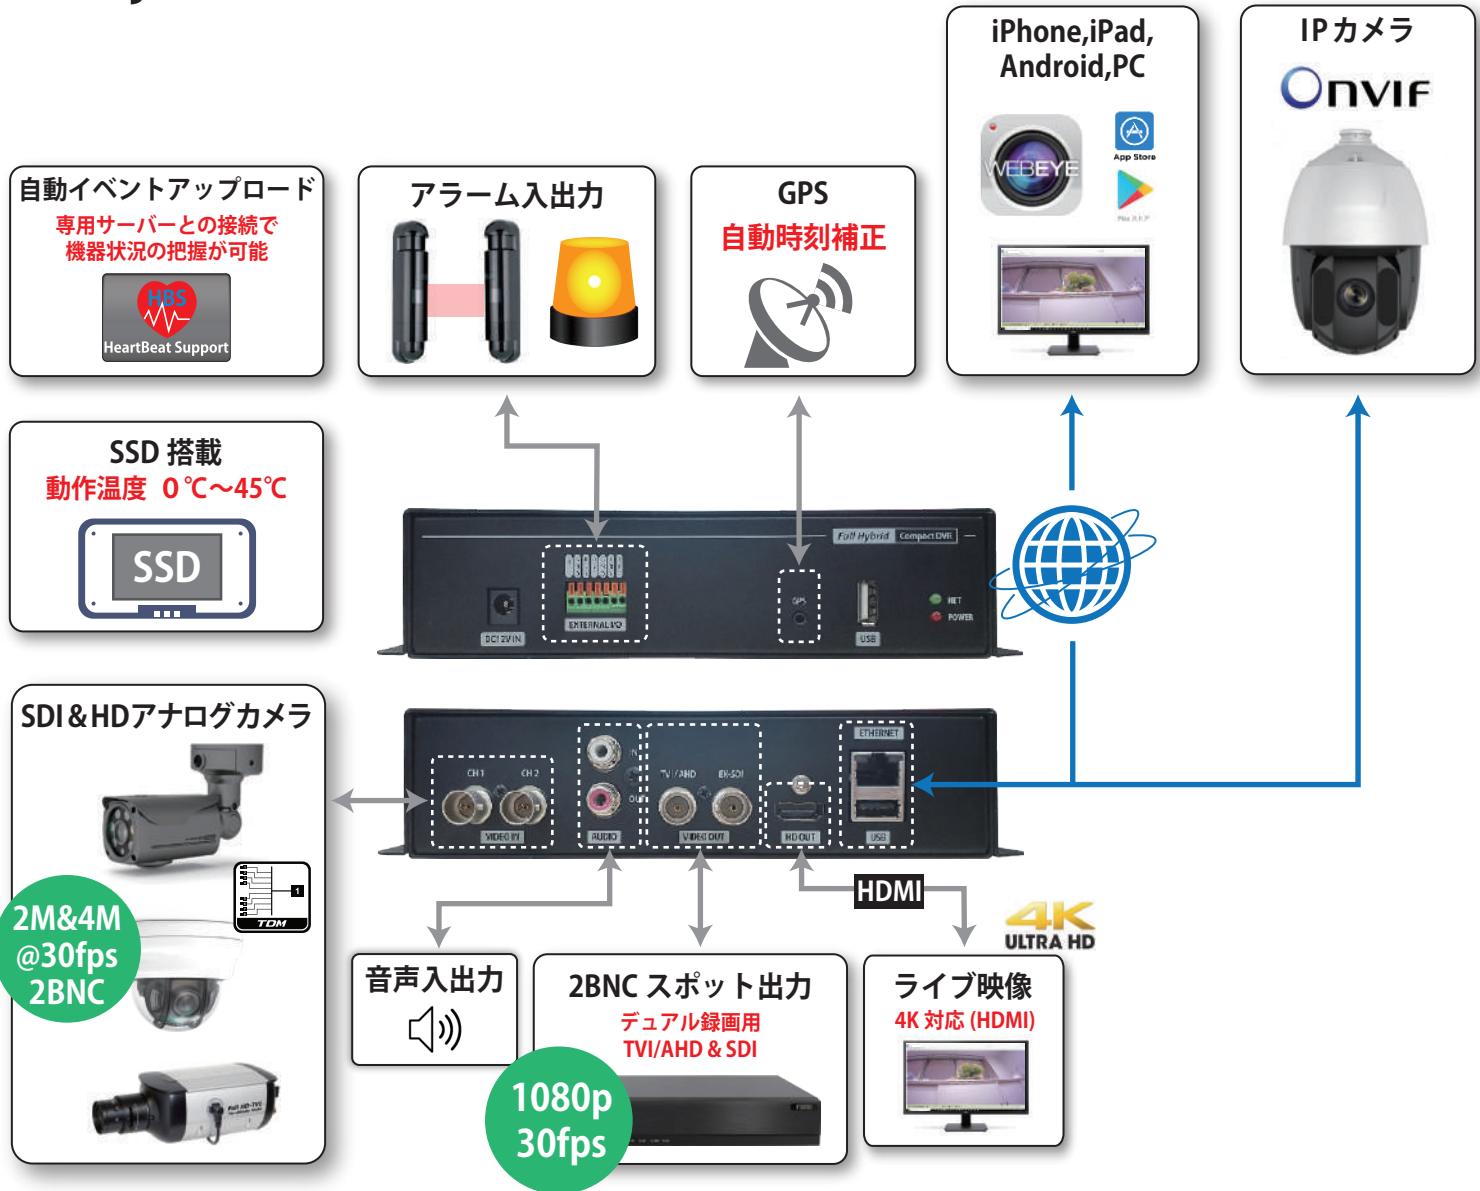 iPhone,iPad,
Android,PC
WEBEYE
App Store
IPカメラ
ONVIF
自動イベントアップロード
専用サーバーとの接続で
機器状況の把握が可能
HBS
HeartBeat Support
アラーム入出力
GPS
自動時刻補正
SSD 搭載
動作温度 0℃～45℃
SSD
Full Hybrid Compact DVR
DC12V IN
EXTERNAL I/O
GPS
USB
NET
POWER
SDI&HDアナログカメラ
2M&4M
@30fps
2BNC
1
TDM
CH 1
CH 2
VIDEO IN
IN
OUT
AUDIO
TVI/AHD
EX-SDI
VIDEO OUT
HD OUT
ETHERNET
USB
HDMI
4K
ULTRA HD
音声入出力
2BNC スポット出力
デュアル録画用
TVI/AHD & SDI
1080p
30fps
ライブ映像
4K 対応 (HDMI)